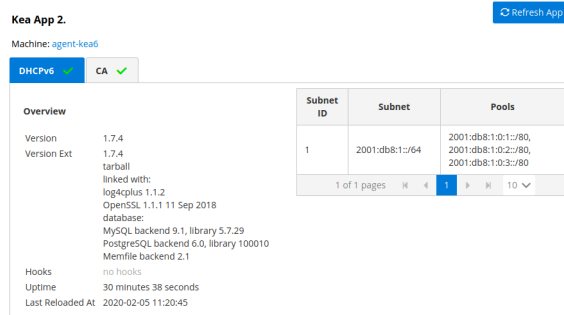 Kea App 2.
Refresh App
Machine: agent-kea6
DHCPv6
CA
Overview
Version 1.7.4
Version Ext 1.7.4
tarball
linked with:
log4cplus 1.1.2
OpenSSL 1.1.1 11 Sep 2018
database:
MySQL backend 9.1, library 5.7.29
PostgreSQL backend 6.0, library 100010
Memfile backend 2.1
Hooks no hooks
Uptime 30 minutes 38 seconds
Last Reloaded At 2020-02-05 11:20:45
Subnet ID Subnet Pools
1 2001:db8:1::/64 2001:db8:1:0:1::/80,
2001:db8:1:0:2::/80,
2001:db8:1:0:3::/80
1 of 1 pages 1 10